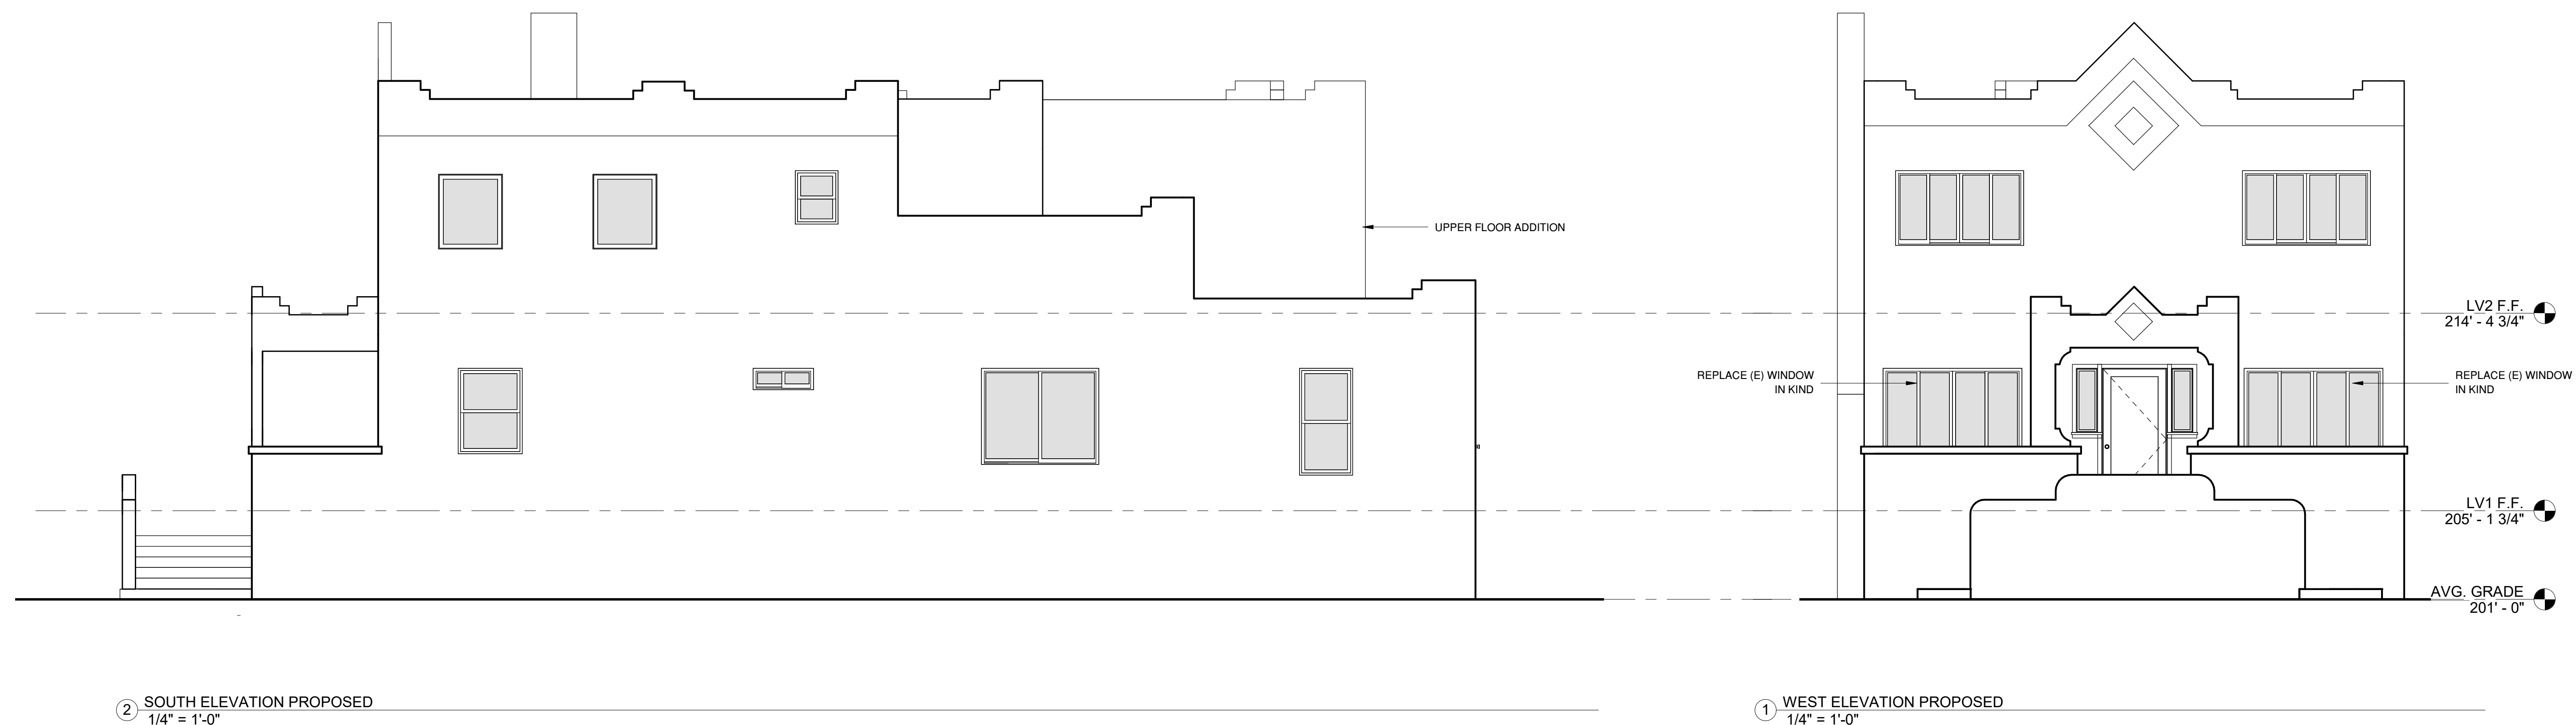 UPPER FLOOR ADDITION
LV2 F.F.
214' - 4 3/4"
REPLACE (E) WINDOW
IN KIND
REPLACE (E) WINDOW
IN KIND
LV1 F.F.
205' - 1 3/4"
AVG. GRADE
201' - 0"
2
SOUTH ELEVATION PROPOSED
1/4" = 1'-0"
1
WEST ELEVATION PROPOSED
1/4" = 1'-0"